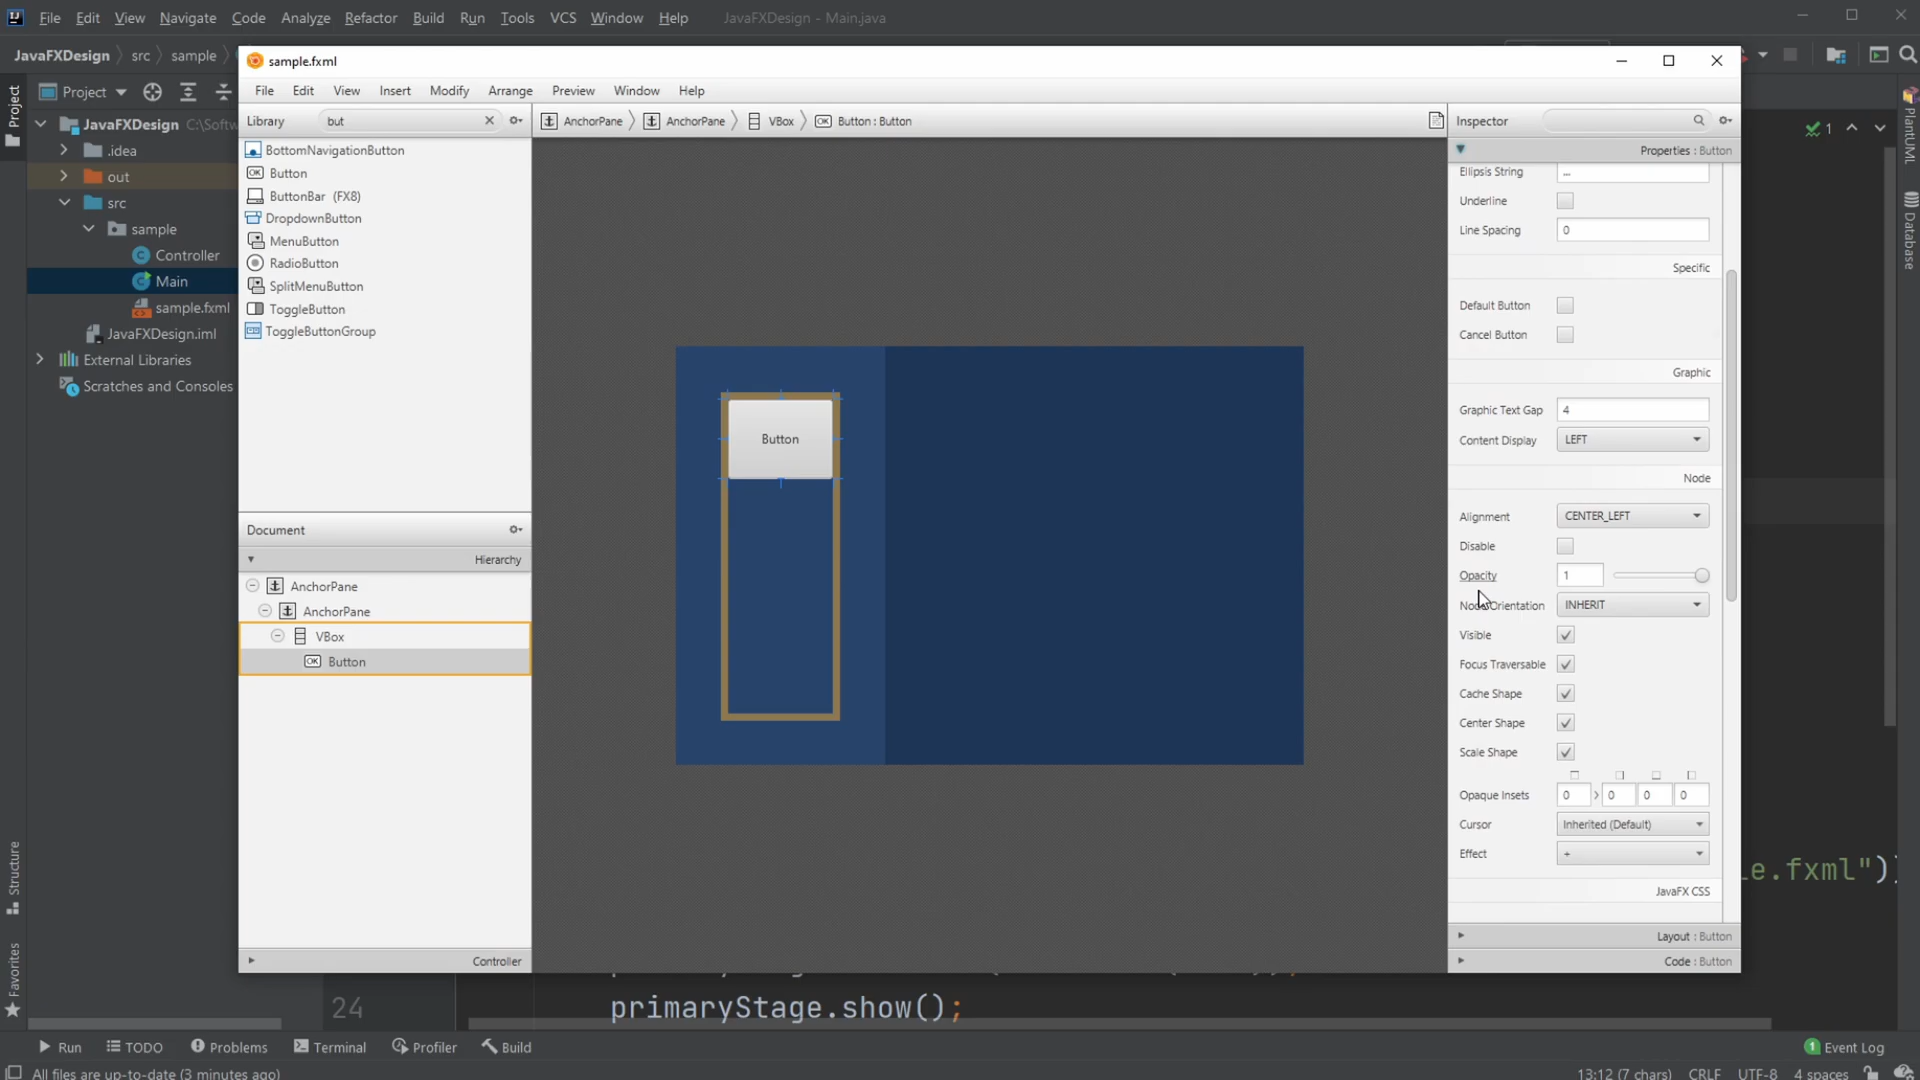 File Edit View Navigate Code Analyze Refactor Build Run Tools VCS Window Help JavaFXDesign - Main.java
JavaFXDesign src sample
sample.fxml
File Edit View Insert Modify Arrange Preview Window Help
Project
Project
JavaFXDesign
.idea
out
src
sample
Controller
Main
sample.fxml
JavaFXDesign.iml
External Libraries
Scratches and Consoles
Structure
Favorites
Library but
BottomNavigationButton
Button
ButtonBar (FX8)
DropdownButton
MenuButton
RadioButton
SplitMenuButton
ToggleButton
ToggleButtonGroup
Document
Hierarchy
AnchorPane
AnchorPane
VBox
Button
Controller
AnchorPane AnchorPane VBox Button : Button
Button
Inspector
Properties : Button
Ellipsis String ...
Underline
Line Spacing 0
Specific
Default Button
Cancel Button
Graphic
Graphic Text Gap 4
Content Display LEFT
Node
Alignment CENTER_LEFT
Disable
Opacity 1
Node Orientation INHERIT
Visible
Focus Traversable
Cache Shape
Center Shape
Scale Shape
Opaque Insets 0 0 0 0
Cursor Inherited (Default)
Effect +
JavaFX CSS
Layout : Button
Code : Button
1
PlantUML
Database
e.fxml")
24 primaryStage.show();
Run TODO Problems Terminal Profiler Build 1 Event Log
All files are up-to-date (3 minutes ago) 13:12 (7 chars) CRLF UTF-8 4 spaces